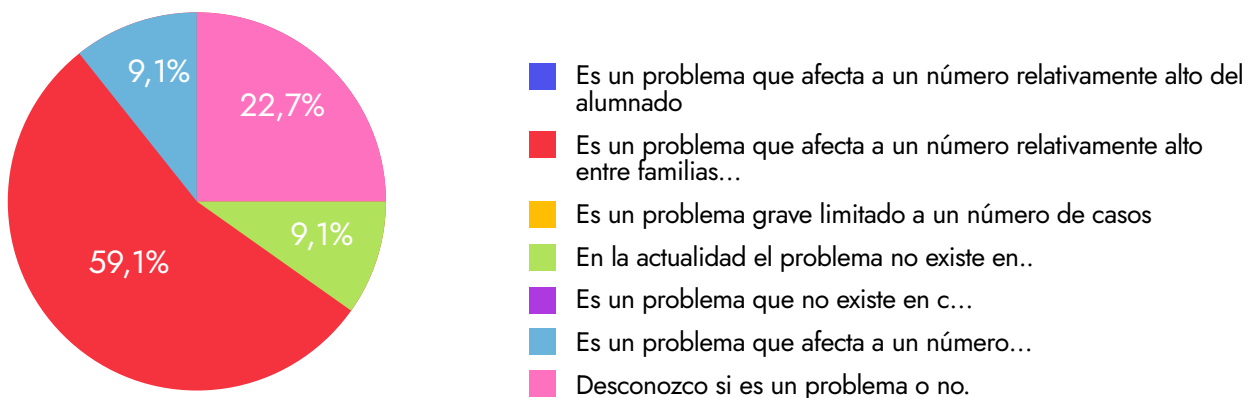 9,1%
22,7%
9,1%
59,1%
Es un problema que afecta a un número relativamente alto del
alumnado
Es un problema que afecta a un número relativamente alto
entre familias...
Es un problema grave limitado a un número de casos
En la actualidad el problema no existe en..
Es un problema que no existe en c...
Es un problema que afecta a un número...
Desconozco si es un problema o no.